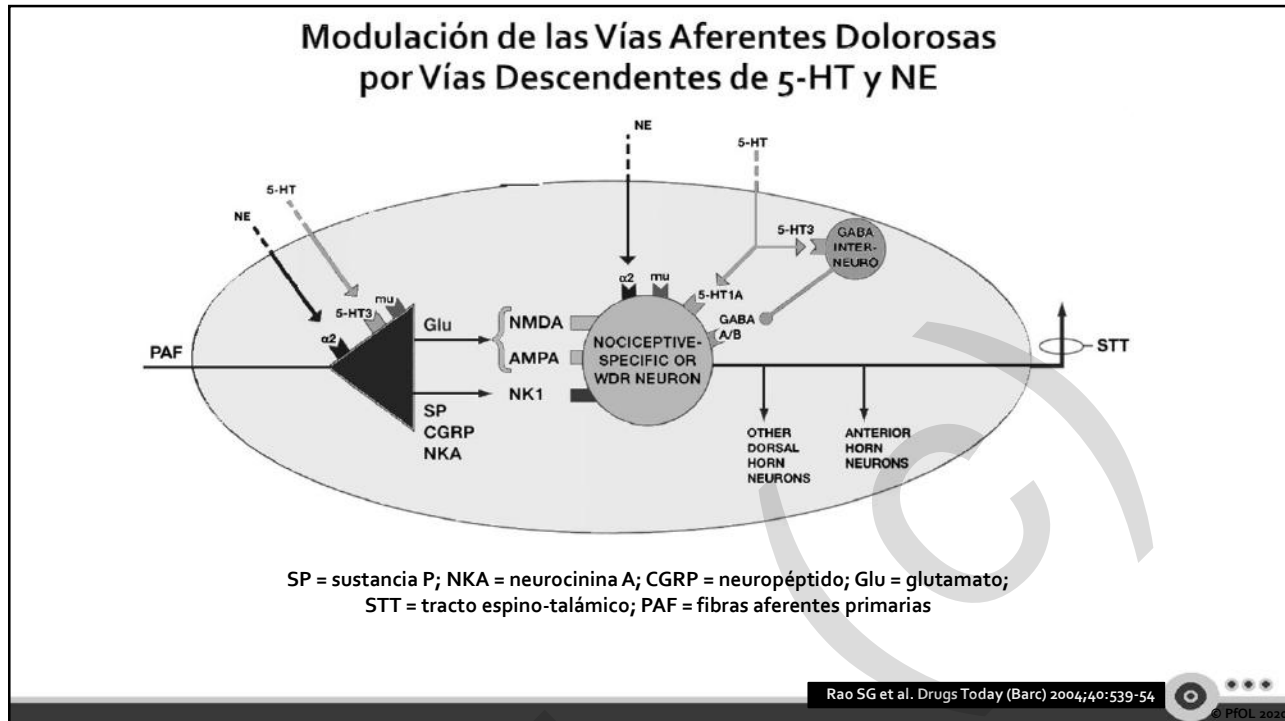 Modulación de las Vías Aferentes Dolorosas
por Vías Descendentes de 5-HT y NE
NE
5-HT
5-HT
NE
5-HT3
GABA
INTER-
NEURO
α2
mu
5-HT1A
mu
5-HT3
α2
GABA
A/B
Glu
NMDA
AMPA
NK1
NOCICEPTIVE-
SPECIFIC OR
WDR NEURON
PAF
STT
SP
CGRP
NKA
OTHER
DORSAL
HORN
NEURONS
ANTERIOR
HORN
NEURONS
SP = sustancia P; NKA = neurocinina A; CGRP = neuropéptido; Glu = glutamato;
STT = tracto espino-talámico; PAF = fibras aferentes primarias
(c)
Rao SG et al. Drugs Today (Barc) 2004;40:539-54
© PfOL 2020